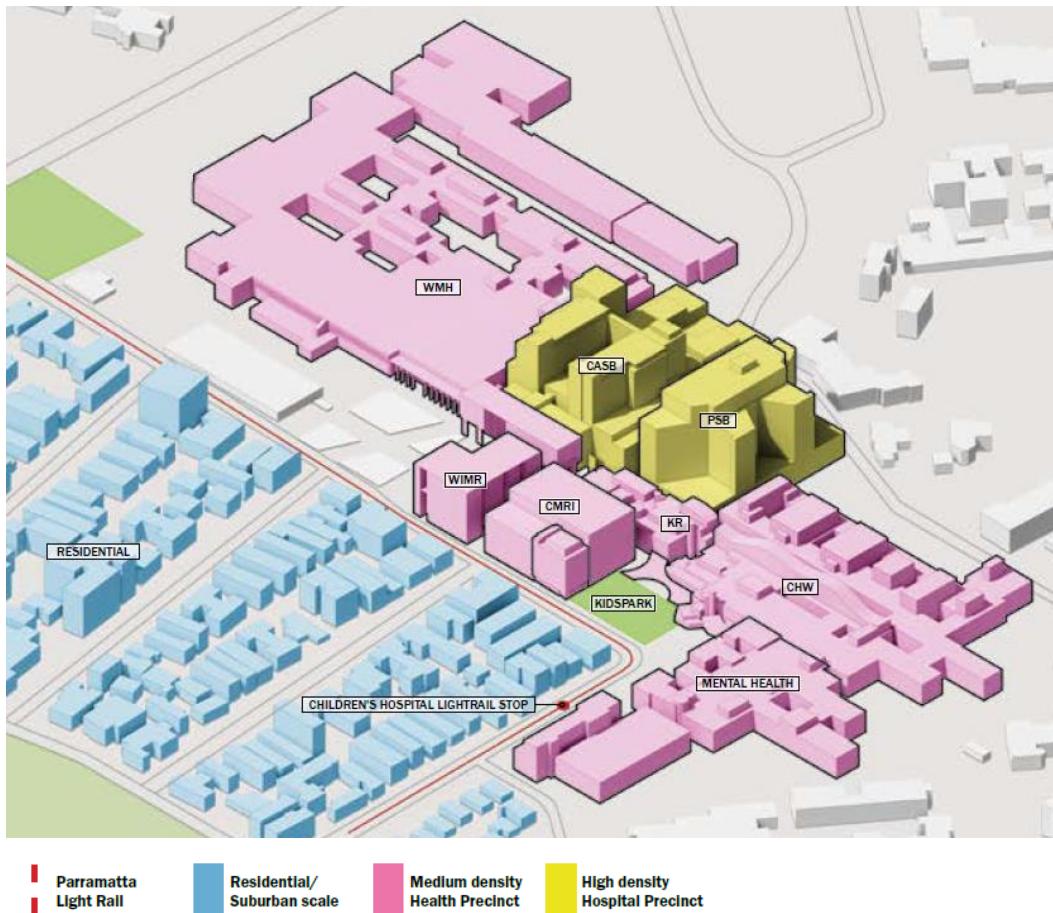 WMH
CASB
PSB
WIMR
CMRI
KR
RESIDENTIAL
CHW
KIDSPARK
MENTAL HEALTH
CHILDREN'S HOSPITAL LIGHTRAIL STOP
Parramatta
Light Rail
Residential/
Suburban scale
Medium density
Health Precinct
High density
Hospital Precinct